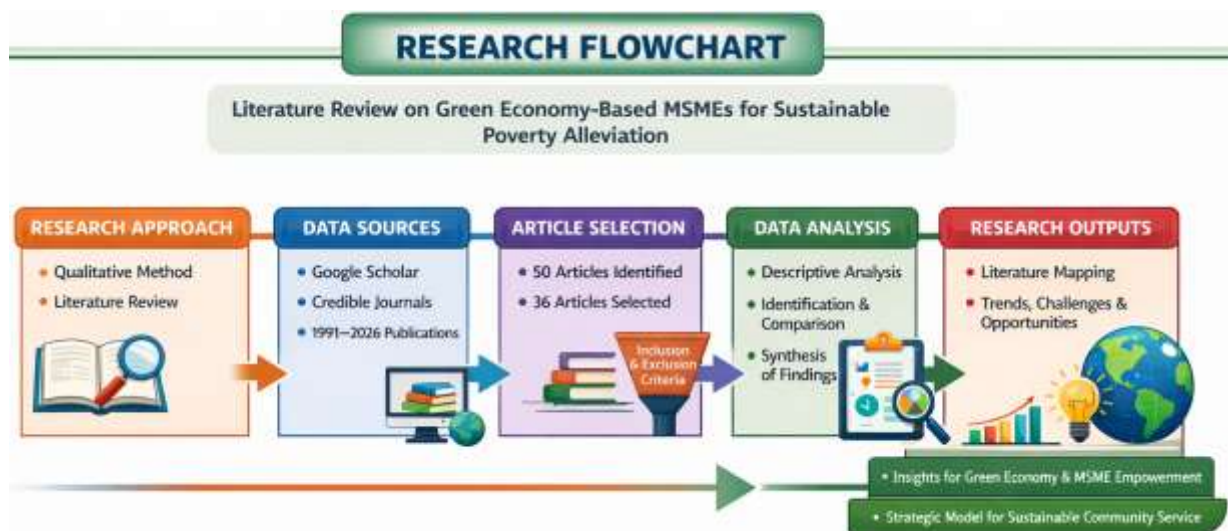 RESEARCH FLOWCHART
Literature Review on Green Economy-Based MSMEs for Sustainable
Poverty Alleviation
RESEARCH APPROACH
• Qualitative Method
• Literature Review
DATA SOURCES
• Google Scholar
• Credible Journals
• 1991–2026 Publications
ARTICLE SELECTION
• 50 Articles Identified
• 36 Articles Selected
Inclusion
& Exclusion
Criteria
DATA ANALYSIS
• Descriptive Analysis
• Identification &
Comparison
• Synthesis
of Findings
RESEARCH OUTPUTS
• Literature Mapping
• Trends, Challenges &
Opportunities
• Insights for Green Economy & MSME Empowerment
• Strategic Model for Sustainable Community Service